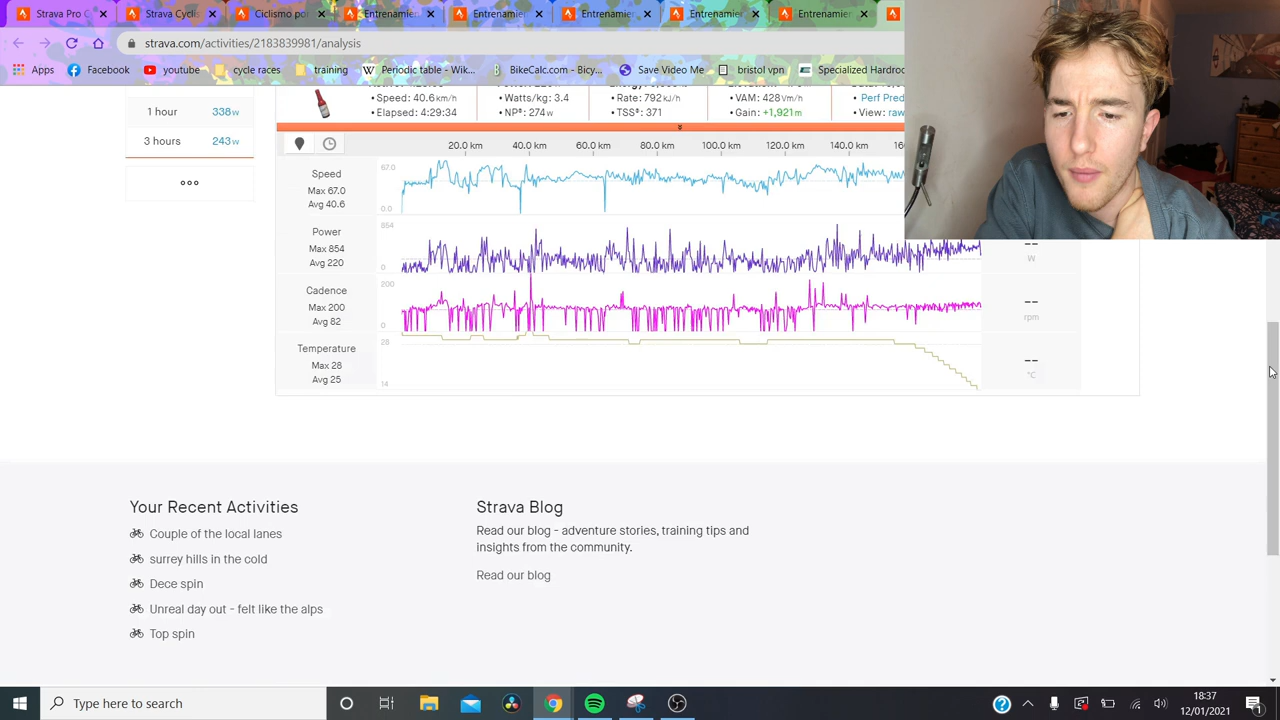 Strava Pro C
Strava Cyclis
Ciclismo po
Entrenamie
Entrenamie
Entrenamie
Entrenamie
Entrenamie
strava.com/activities/2183839981/analysis
Apps
Facebook
youtube
cycle races
training
Periodic table - Wik...
BikeCalc.com - Bicy...
Save Video Me
bristol vpn
Specialized Hardroc
1 hour 338w
3 hours 243w
• Speed: 40.6km/h
• Elapsed: 4:29:34
• Watts/kg: 3.4
• NP®: 274w
• Rate: 792kJ/h
• TSS®: 371
• VAM: 428Vm/h
• Gain: +1,921m
• Perf Pred
• View: raw
20.0 km 40.0 km 60.0 km 80.0 km 100.0 km 120.0 km 140.0 km
Speed
Max 67.0
Avg 40.6
67.0
0.0
Power
Max 854
Avg 220
854
0
--
W
Cadence
Max 200
Avg 82
200
0
--
rpm
Temperature
Max 28
Avg 25
28
14
--
°C
Your Recent Activities
Couple of the local lanes
surrey hills in the cold
Dece spin
Unreal day out - felt like the alps
Top spin
Strava Blog
Read our blog - adventure stories, training tips and
insights from the community.
Read our blog
Type here to search
18:37
12/01/2021